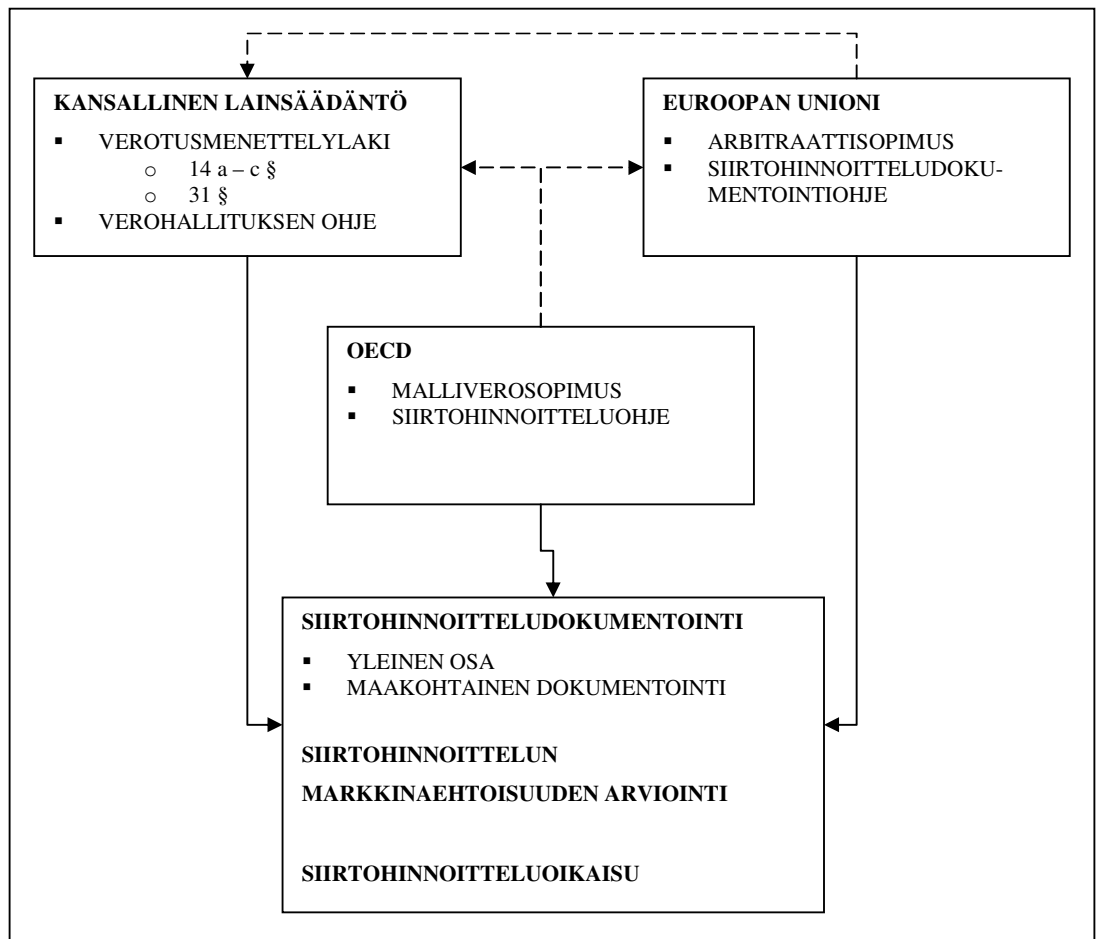 KANSALLINEN LAINSÄÄDÄNTÖ
▪ VEROTUSMENETTELYLAKI
o 14 a – c §
o 31 §
▪ VEROHALLITUKSEN OHJE
EUROOPAN UNIONI
▪ ARBITRAATTISOPIMUS
▪ SIIRTOHINNOITTELUDOKU-
MENTOINTIOHJE
OECD
▪ MALLIVEROSOPIMUS
▪ SIIRTOHINNOITTELUOHJE
SIIRTOHINNOITTELUDOKUMENTOINTI
▪ YLEINEN OSA
▪ MAAKOHTAINEN DOKUMENTOINTI
SIIRTOHINNOITTELUN
MARKKINAEHTOISUUDEN ARVIOINTI
SIIRTOHINNOITTELUOIKAISU